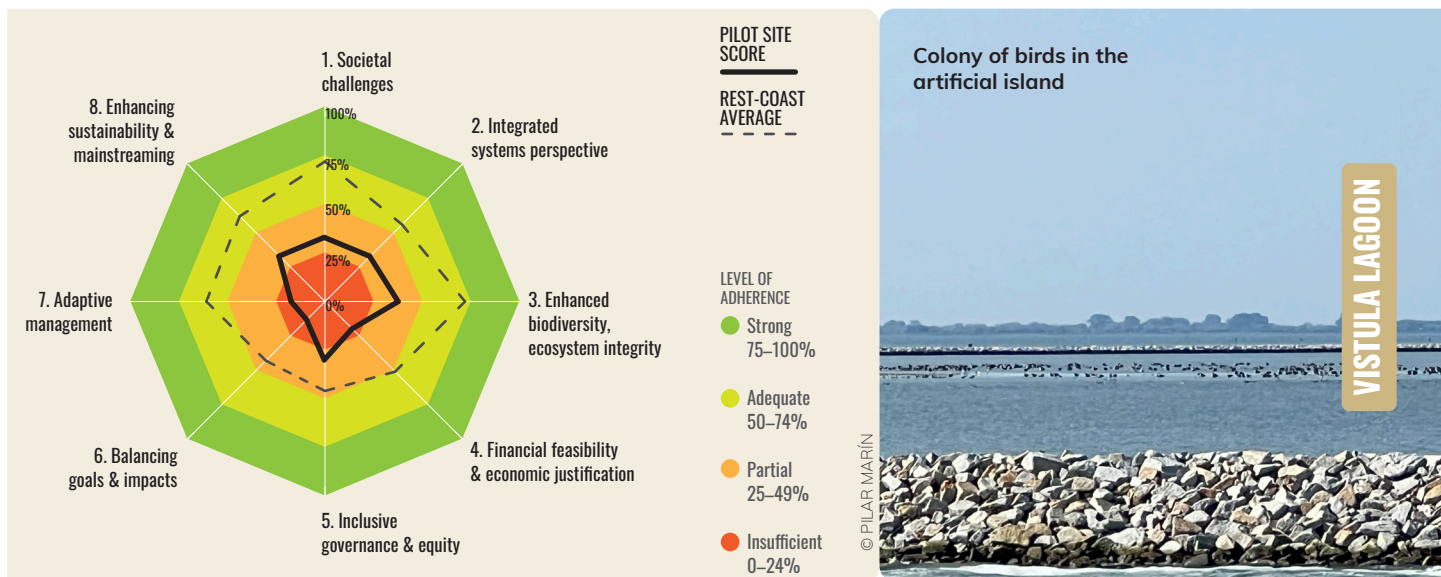 1. Societal
challenges
2. Integrated
systems perspective
3. Enhanced
biodiversity,
ecosystem integrity
4. Financial feasibility
& economic justification
5. Inclusive
governance & equity
6. Balancing
goals & impacts
7. Adaptive
management
8. Enhancing
sustainability &
mainstreaming
100%
75%
50%
25%
0%
PILOT SITE
SCORE
REST-COAST
AVERAGE
LEVEL OF
ADHERENCE
Strong
75–100%
Adequate
50–74%
Partial
25–49%
Insufficient
0–24%
© PILAR MARÍN
Colony of birds in the
artificial island
VISTULA LAGOON